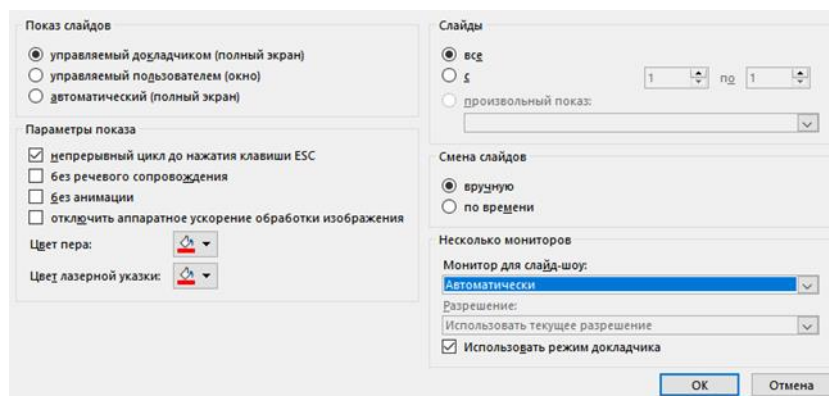 Показ слайдов
управляемый докладчиком (полный экран)
управляемый пользователем (окно)
автоматический (полный экран)
Параметры показа
непрерывный цикл до нажатия клавиши ESC
без речевого сопровождения
без анимации
отключить аппаратное ускорение обработки изображения
Цвет пера:
Цвет лазерной указки:
Слайды
все
с 1 по 1
произвольный показ:
Смена слайдов
вручную
по времени
Несколько мониторов
Монитор для слайд-шоу:
Автоматически
Разрешение:
Использовать текущее разрешение
Использовать режим докладчика
ОК Отмена